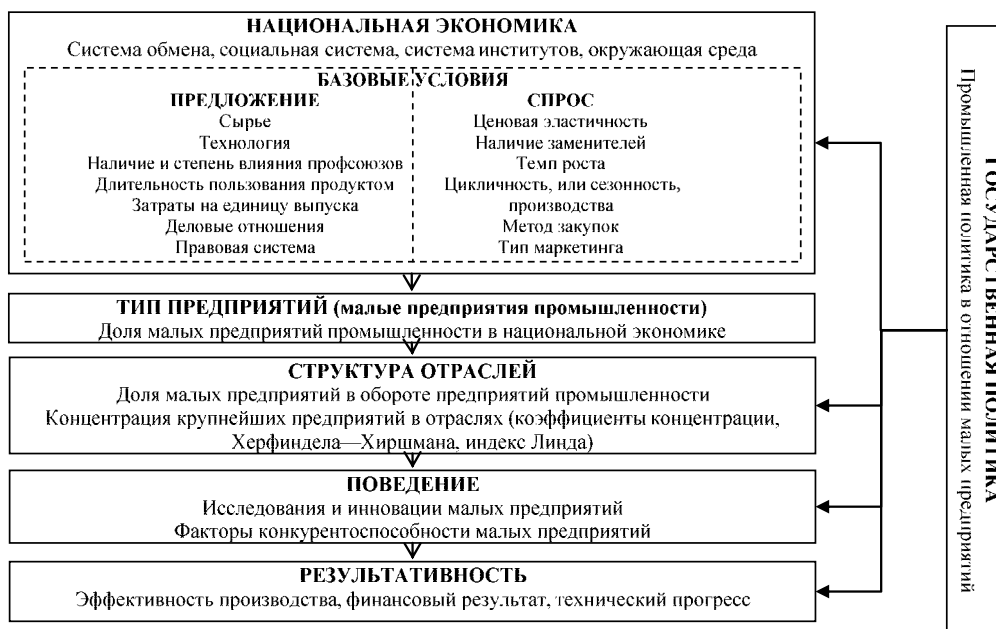 НАЦИОНАЛЬНАЯ ЭКОНОМИКА
Система обмена, социальная система, система институтов, окружающая среда
БАЗОВЫЕ УСЛОВИЯ
ПРЕДЛОЖЕНИЕ
Сырье
Технология
Наличие и степень влияния профсоюзов
Длительность пользования продуктом
Затраты на единицу выпуска
Деловые отношения
Правовая система
СПРОС
Ценовая эластичность
Наличие заменителей
Темп роста
Цикличность, или сезонность,
производства
Метод закупок
Тип маркетинга
ТИП ПРЕДПРИЯТИЙ (малые предприятия промышленности)
Доля малых предприятий промышленности в национальной экономике
СТРУКТУРА ОТРАСЛЕЙ
Доля малых предприятий в обороте предприятий промышленности
Концентрация крупнейших предприятий в отраслях (коэффициенты концентрации,
Херфиндела—Хиршмана, индекс Линда)
ПОВЕДЕНИЕ
Исследования и инновации малых предприятий
Факторы конкурентоспособности малых предприятий
РЕЗУЛЬТАТИВНОСТЬ
Эффективность производства, финансовый результат, технический прогресс
ГОСУДАРСТВЕННАЯ ПОЛИТИКА
Промышленная политика в отношении малых предприятий